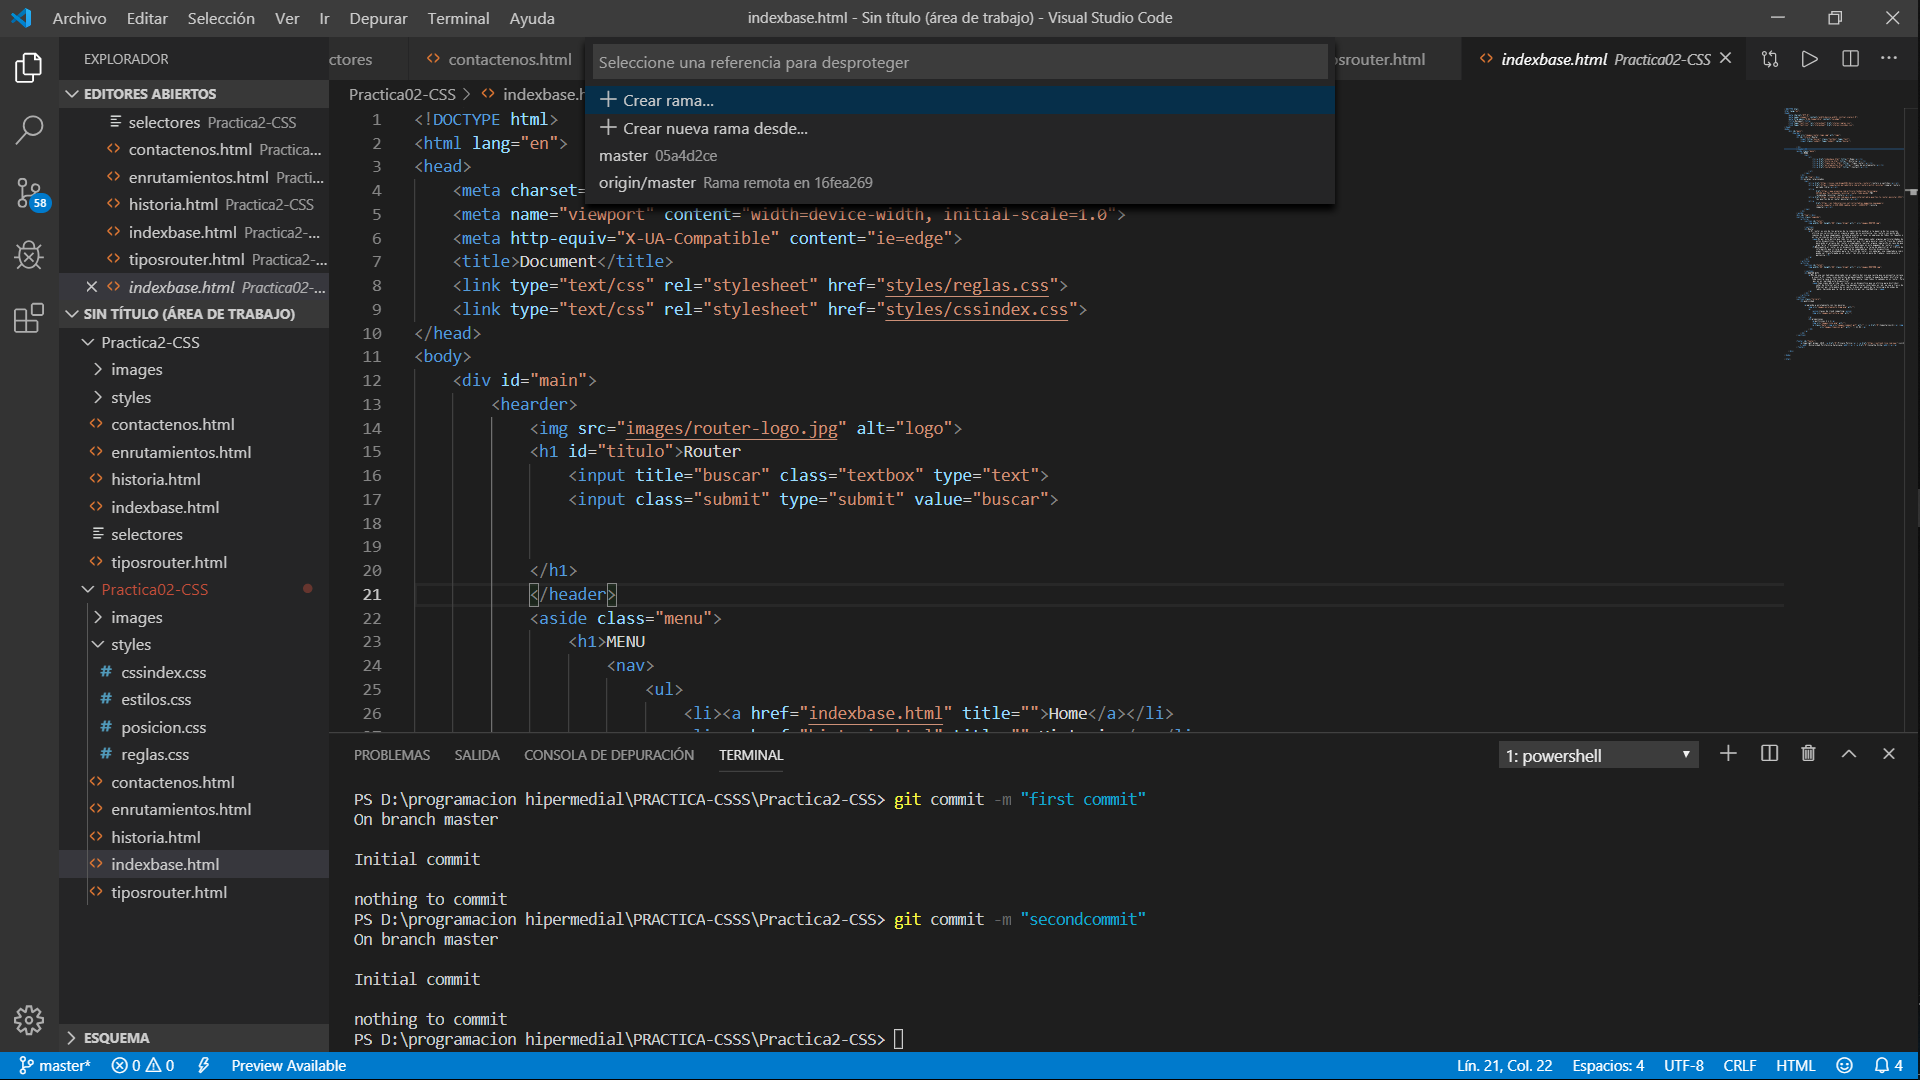 Archivo Editar Selección Ver Ir Depurar Terminal Ayuda
indexbase.html - Sin título (área de trabajo) - Visual Studio Code
EXPLORADOR
EDITORES ABIERTOS
selectores Practica2-CSS
contactenos.html Practica...
enrutamientos.html Practi...
historia.html Practica2-CSS
indexbase.html Practica2-...
tiposrouter.html Practica2-...
indexbase.html Practica02-...
SIN TÍTULO (ÁREA DE TRABAJO)
Practica2-CSS
images
styles
contactenos.html
enrutamientos.html
historia.html
indexbase.html
selectores
tiposrouter.html
Practica02-CSS
images
styles
# cssindex.css
# estilos.css
# posicion.css
# reglas.css
contactenos.html
enrutamientos.html
historia.html
indexbase.html
tiposrouter.html
ESQUEMA
58
ctores
contactenos.html
srouter.html
indexbase.html Practica02-CSS
Practica02-CSS > indexbase.h
Seleccione una referencia para desproteger
+ Crear rama...
+ Crear nueva rama desde...
master 05a4d2ce
origin/master Rama remota en 16fea269
1 <!DOCTYPE html>
2 <html lang="en">
3 <head>
4 <meta charset=
5 <meta name="viewport" content="width=device-width, initial-scale=1.0">
6 <meta http-equiv="X-UA-Compatible" content="ie=edge">
7 <title>Document</title>
8 <link type="text/css" rel="stylesheet" href="styles/reglas.css">
9 <link type="text/css" rel="stylesheet" href="styles/cssindex.css">
10 </head>
11 <body>
12 <div id="main">
13 <hearder>
14 <img src="images/router-logo.jpg" alt="logo">
15 <h1 id="titulo">Router
16 <input title="buscar" class="textbox" type="text">
17 <input class="submit" type="submit" value="buscar">
18
19
20 </h1>
21 </header>
22 <aside class="menu">
23 <h1>MENU
24 <nav>
25 <ul>
26 <li><a href="indexbase.html" title="">Home</a></li>
PROBLEMAS SALIDA CONSOLA DE DEPURACIÓN TERMINAL
1: powershell
PS D:\programacion hipermedial\PRACTICA-CSSS\Practica2-CSS> git commit -m "first commit"
On branch master
Initial commit
nothing to commit
PS D:\programacion hipermedial\PRACTICA-CSSS\Practica2-CSS> git commit -m "secondcommit"
On branch master
Initial commit
nothing to commit
PS D:\programacion hipermedial\PRACTICA-CSSS\Practica2-CSS>
master* 0 0 Preview Available
Lín. 21, Col. 22 Espacios: 4 UTF-8 CRLF HTML 4